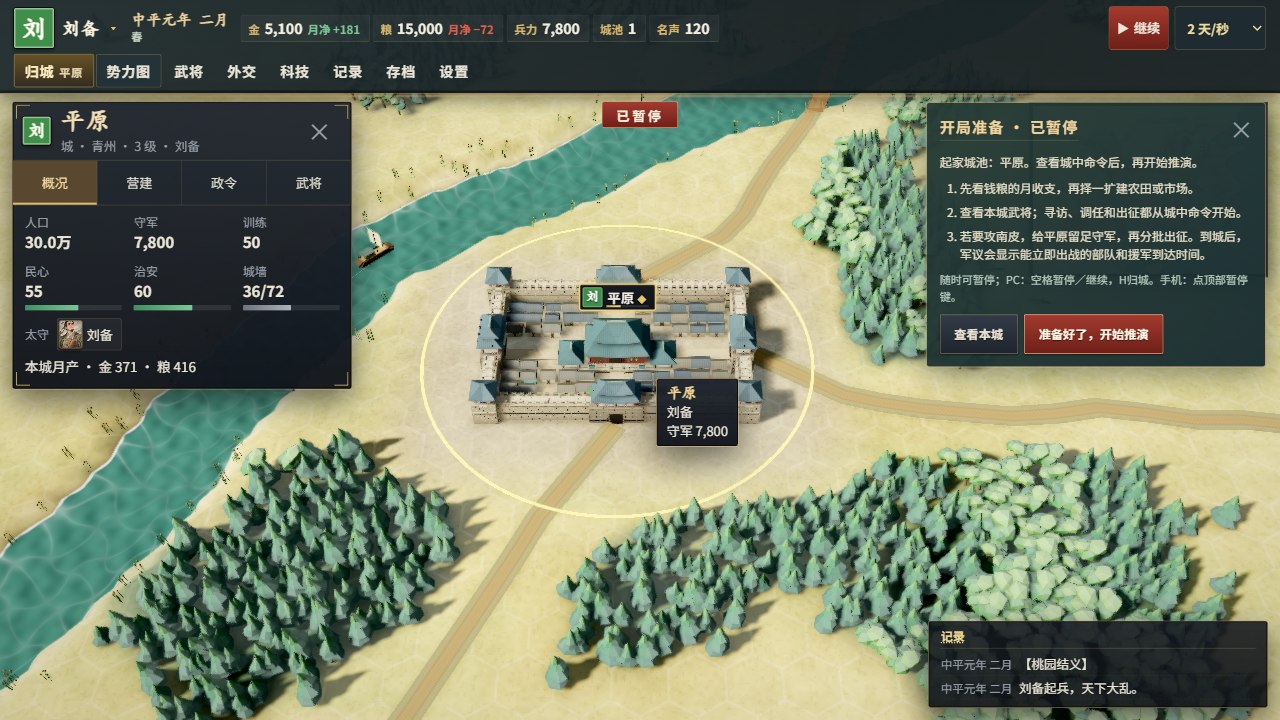 刘 刘备 中平元年 二月 春 金 5,100 月净 +181 粮 15,000 月净 −72 兵力 7,800 城池 1 名声 120 ▶ 继续 2 天/秒
归城 平原 势力图 武将 外交 科技 记录 存档 设置
已暂停
刘 平原
城 · 青州 · 3 级 · 刘备
概况 营建 政令 武将
人口 守军 训练
30.0万 7,800 50
民心 治安 城墙
55 60 36/72
太守 刘备
本城月产 · 金 371 · 粮 416
刘 平原
平原
刘备
守军 7,800
开局准备 · 已暂停
起家城池：平原。查看城中命令后，再开始推演。
1. 先看钱粮的月收支，再择一扩建农田或市场。
2. 查看本城武将；寻访、调任和出征都从城中命令开始。
3. 若要攻南皮，给平原留足守军，再分批出征。到城后，
军议会显示能立即出战的部队和援军到达时间。
随时可暂停；PC：空格暂停／继续，H归城。手机：点顶部暂停
键。
查看本城 准备好了，开始推演
记录
中平元年 二月 【桃园结义】
中平元年 二月 刘备起兵，天下大乱。